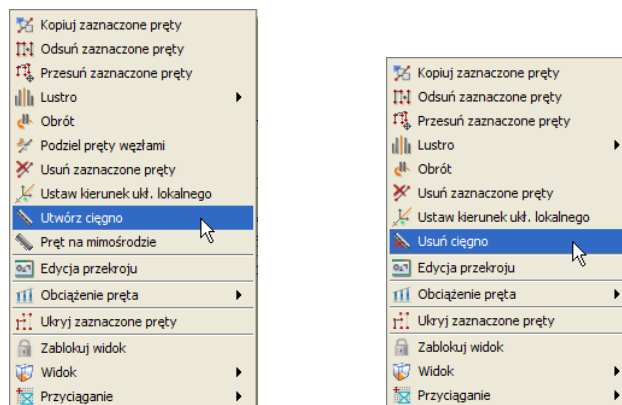 Kopiuj zaznaczone pręty
Odsuń zaznaczone pręty
Przesuń zaznaczone pręty
Lustro
Obrót
Podziel pręty węzłami
Usuń zaznaczone pręty
Ustaw kierunek ukł. lokalnego
Utwórz cięgno
Pręt na mimośrodzie
Edycja przekroju
Obciążenie pręta
Ukryj zaznaczone pręty
Zablokuj widok
Widok
Przyciąganie
Kopiuj zaznaczone pręty
Odsuń zaznaczone pręty
Przesuń zaznaczone pręty
Lustro
Obrót
Usuń zaznaczone pręty
Ustaw kierunek ukł. lokalnego
Usuń cięgno
Edycja przekroju
Obciążenie pręta
Ukryj zaznaczone pręty
Zablokuj widok
Widok
Przyciąganie